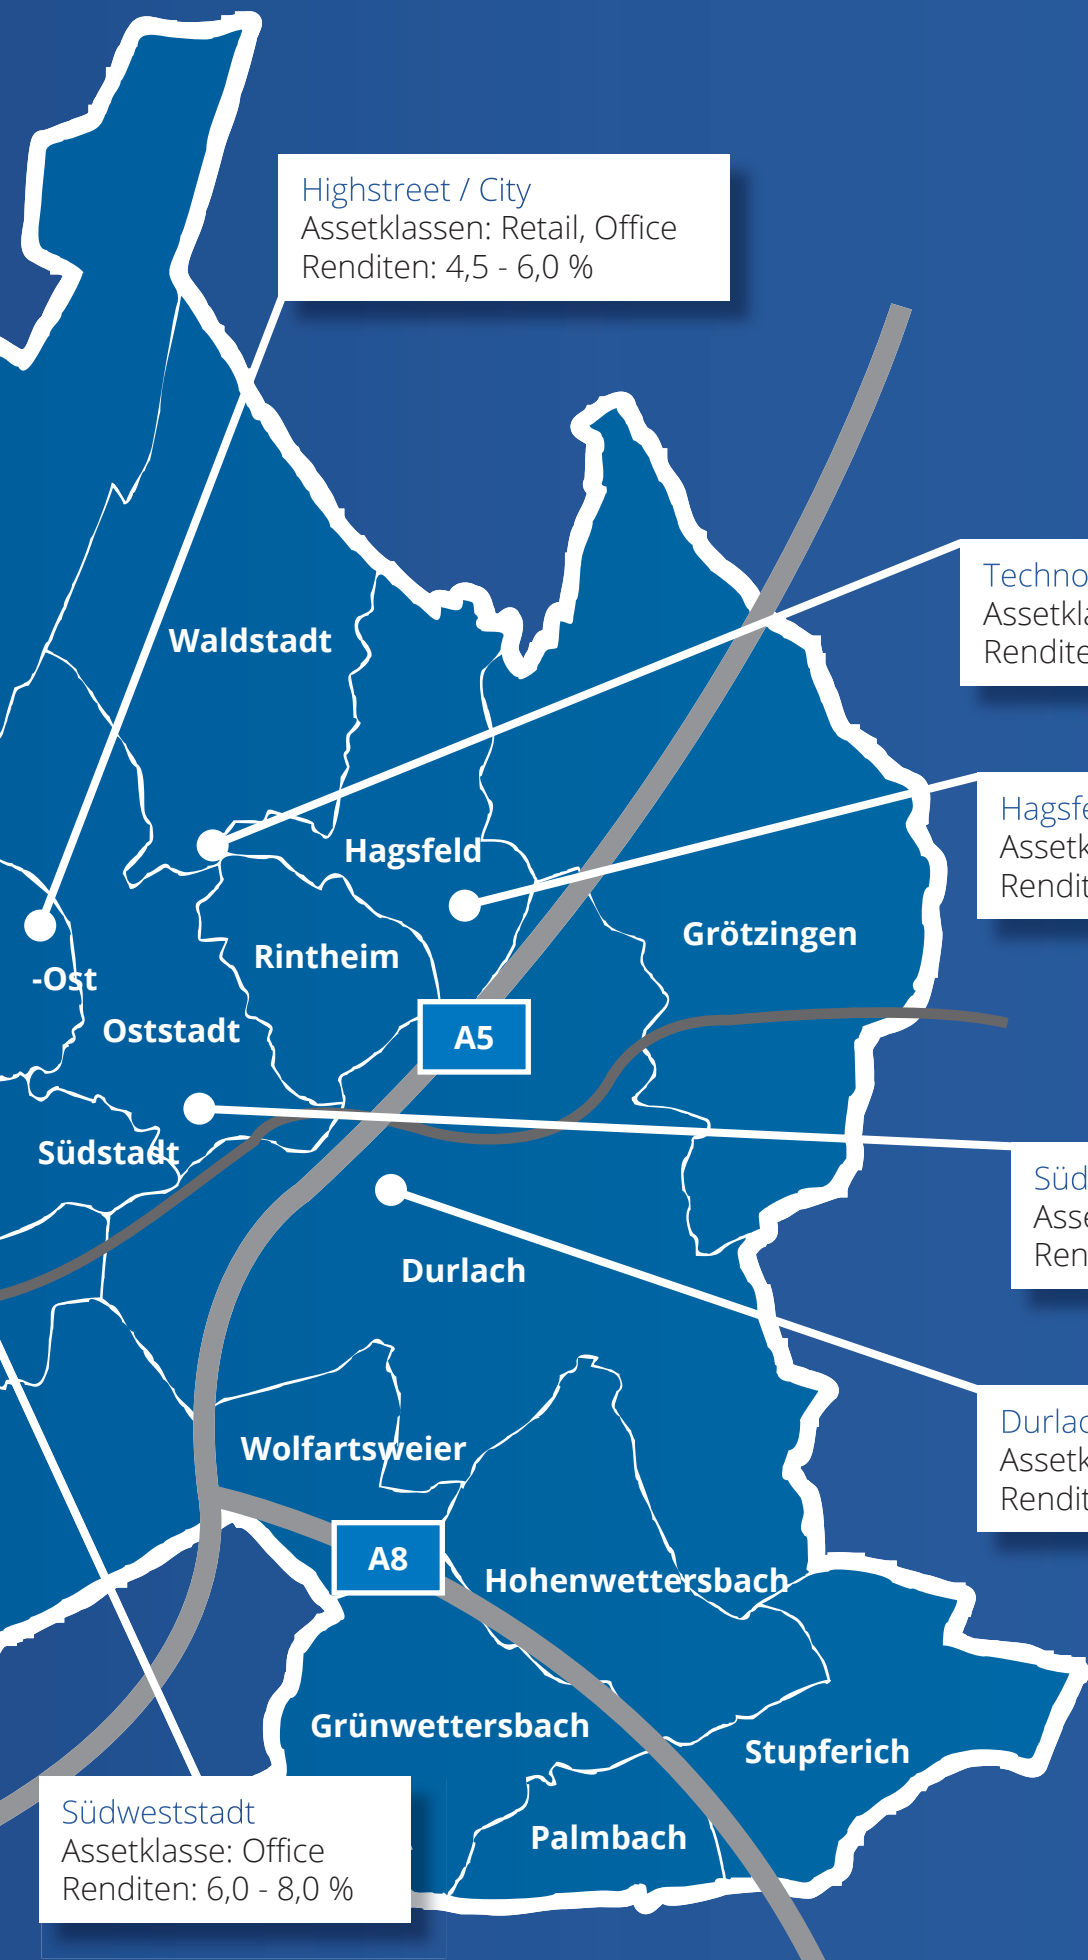 Highstreet / City
Assetklassen: Retail, Office
Renditen: 4,5 - 6,0 %
Waldstadt
Hagsfeld
Grötzingen
Rintheim
-Ost
Oststadt
A5
Südstadt
Durlach
Wolfartsweier
A8
Hohenwettersbach
Grünwettersbach
Stupferich
Palmbach
Südweststadt
Assetklasse: Office
Renditen: 6,0 - 8,0 %